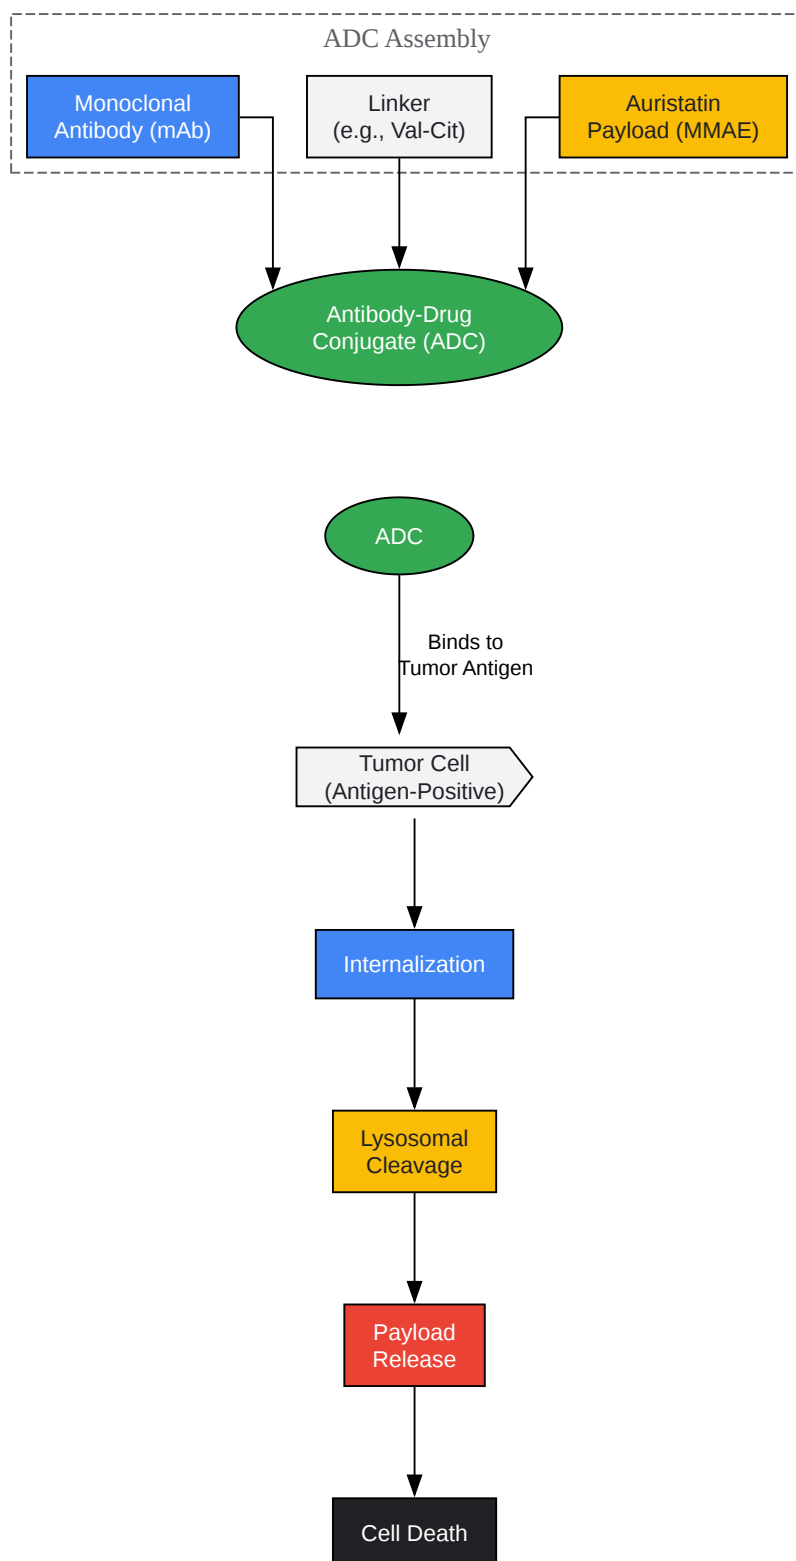 ADC Assembly
Monoclonal
Antibody (mAb)
Linker
(e.g., Val-Cit)
Auristatin
Payload (MMAE)
Antibody-Drug
Conjugate (ADC)
ADC
Binds to
Tumor Antigen
Tumor Cell
(Antigen-Positive)
Internalization
Lysosomal
Cleavage
Payload
Release
Cell Death